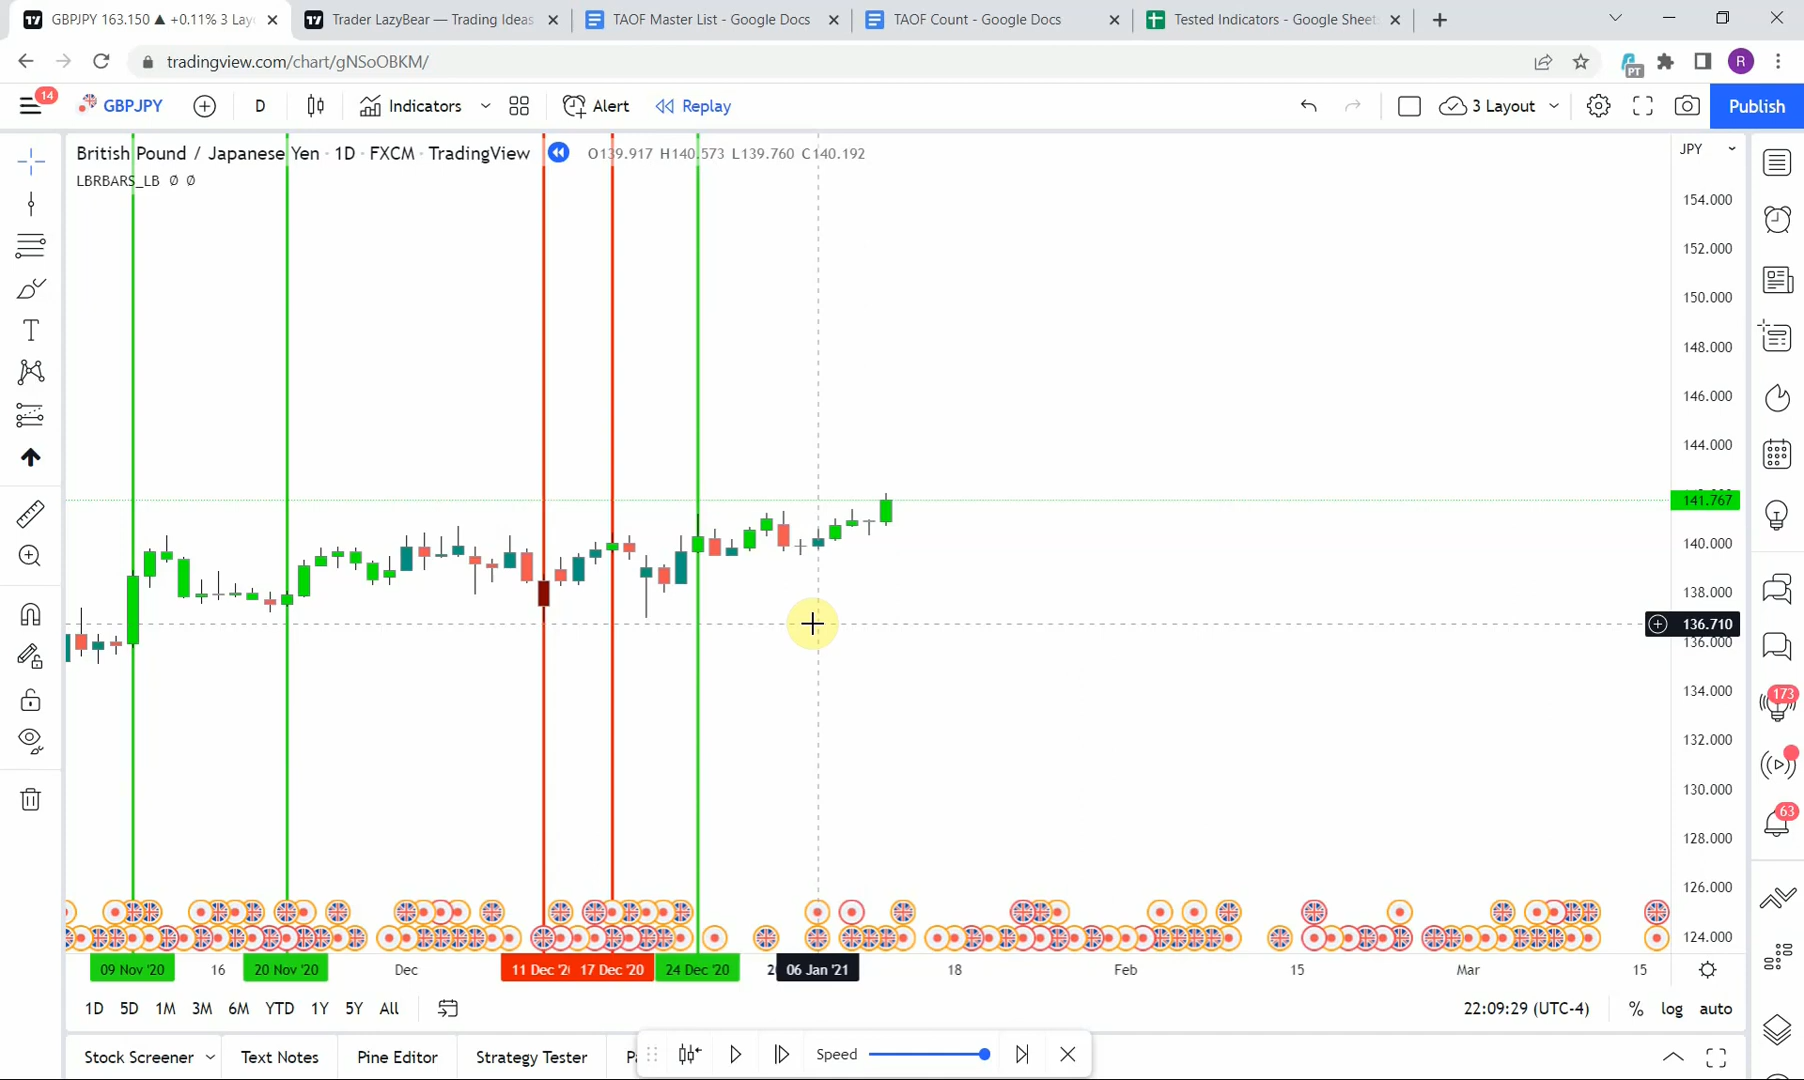 GBPJPY 163.150 ▲ +0.11% 3 Lay
Trader LazyBear — Trading Ideas
TAOF Master List - Google Docs
TAOF Count - Google Docs
Tested Indicators - Google Sheets
tradingview.com/chart/gNSoOBKM/
PT
R
14
GBPJPY
D
Indicators
Alert
Replay
3 Layout
Publish
British Pound / Japanese Yen · 1D · FXCM · TradingView
O139.917 H140.573 L139.760 C140.192
JPY
LBRBARS_LB Ø Ø
154.000
152.000
150.000
148.000
146.000
144.000
141.767
140.000
138.000
136.710
136.000
134.000
132.000
130.000
128.000
126.000
124.000
173
63
09 Nov '20
16
20 Nov '20
Dec
11 Dec '2
17 Dec '20
24 Dec '20
06 Jan '21
18
Feb
15
Mar
15
1D 5D 1M 3M 6M YTD 1Y 5Y All
22:09:29 (UTC-4)
% log auto
Stock Screener
Text Notes
Pine Editor
Strategy Tester
Speed